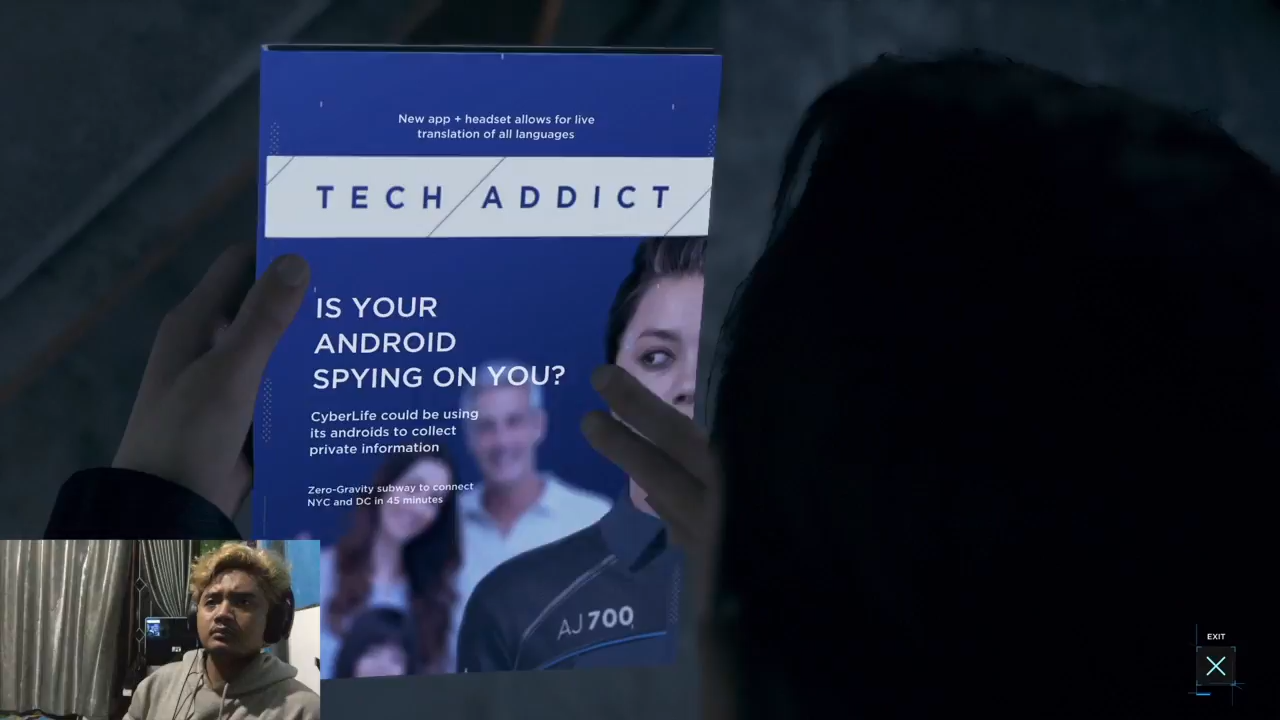 New app + headset allows for live
translation of all languages
TECH ADDICT
IS YOUR
ANDROID
SPYING ON YOU?
CyberLife could be using
its androids to collect
private information
Zero-Gravity subway to connect
NYC and DC in 45 minutes
AJ700
EXIT